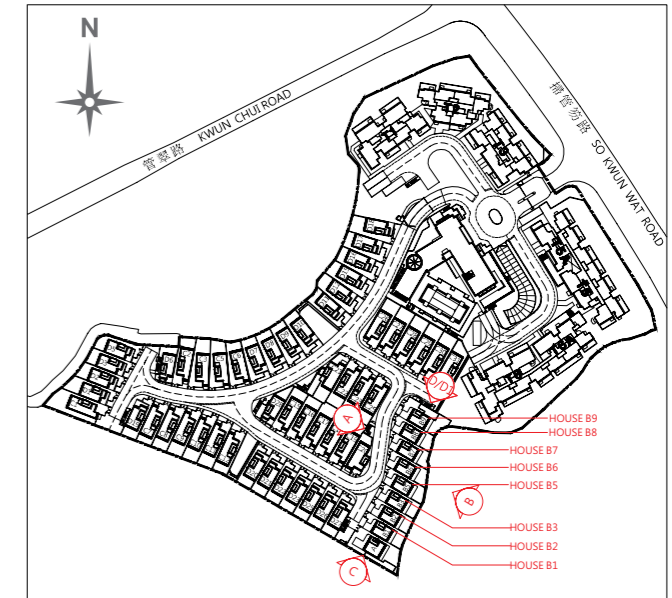 N
管翠路 KWUN CHUI ROAD
掃管笏路 SO KWUN WAT ROAD
D/D1
A
HOUSE B9
HOUSE B8
HOUSE B7
HOUSE B6
HOUSE B5
B
HOUSE B3
HOUSE B2
HOUSE B1
C